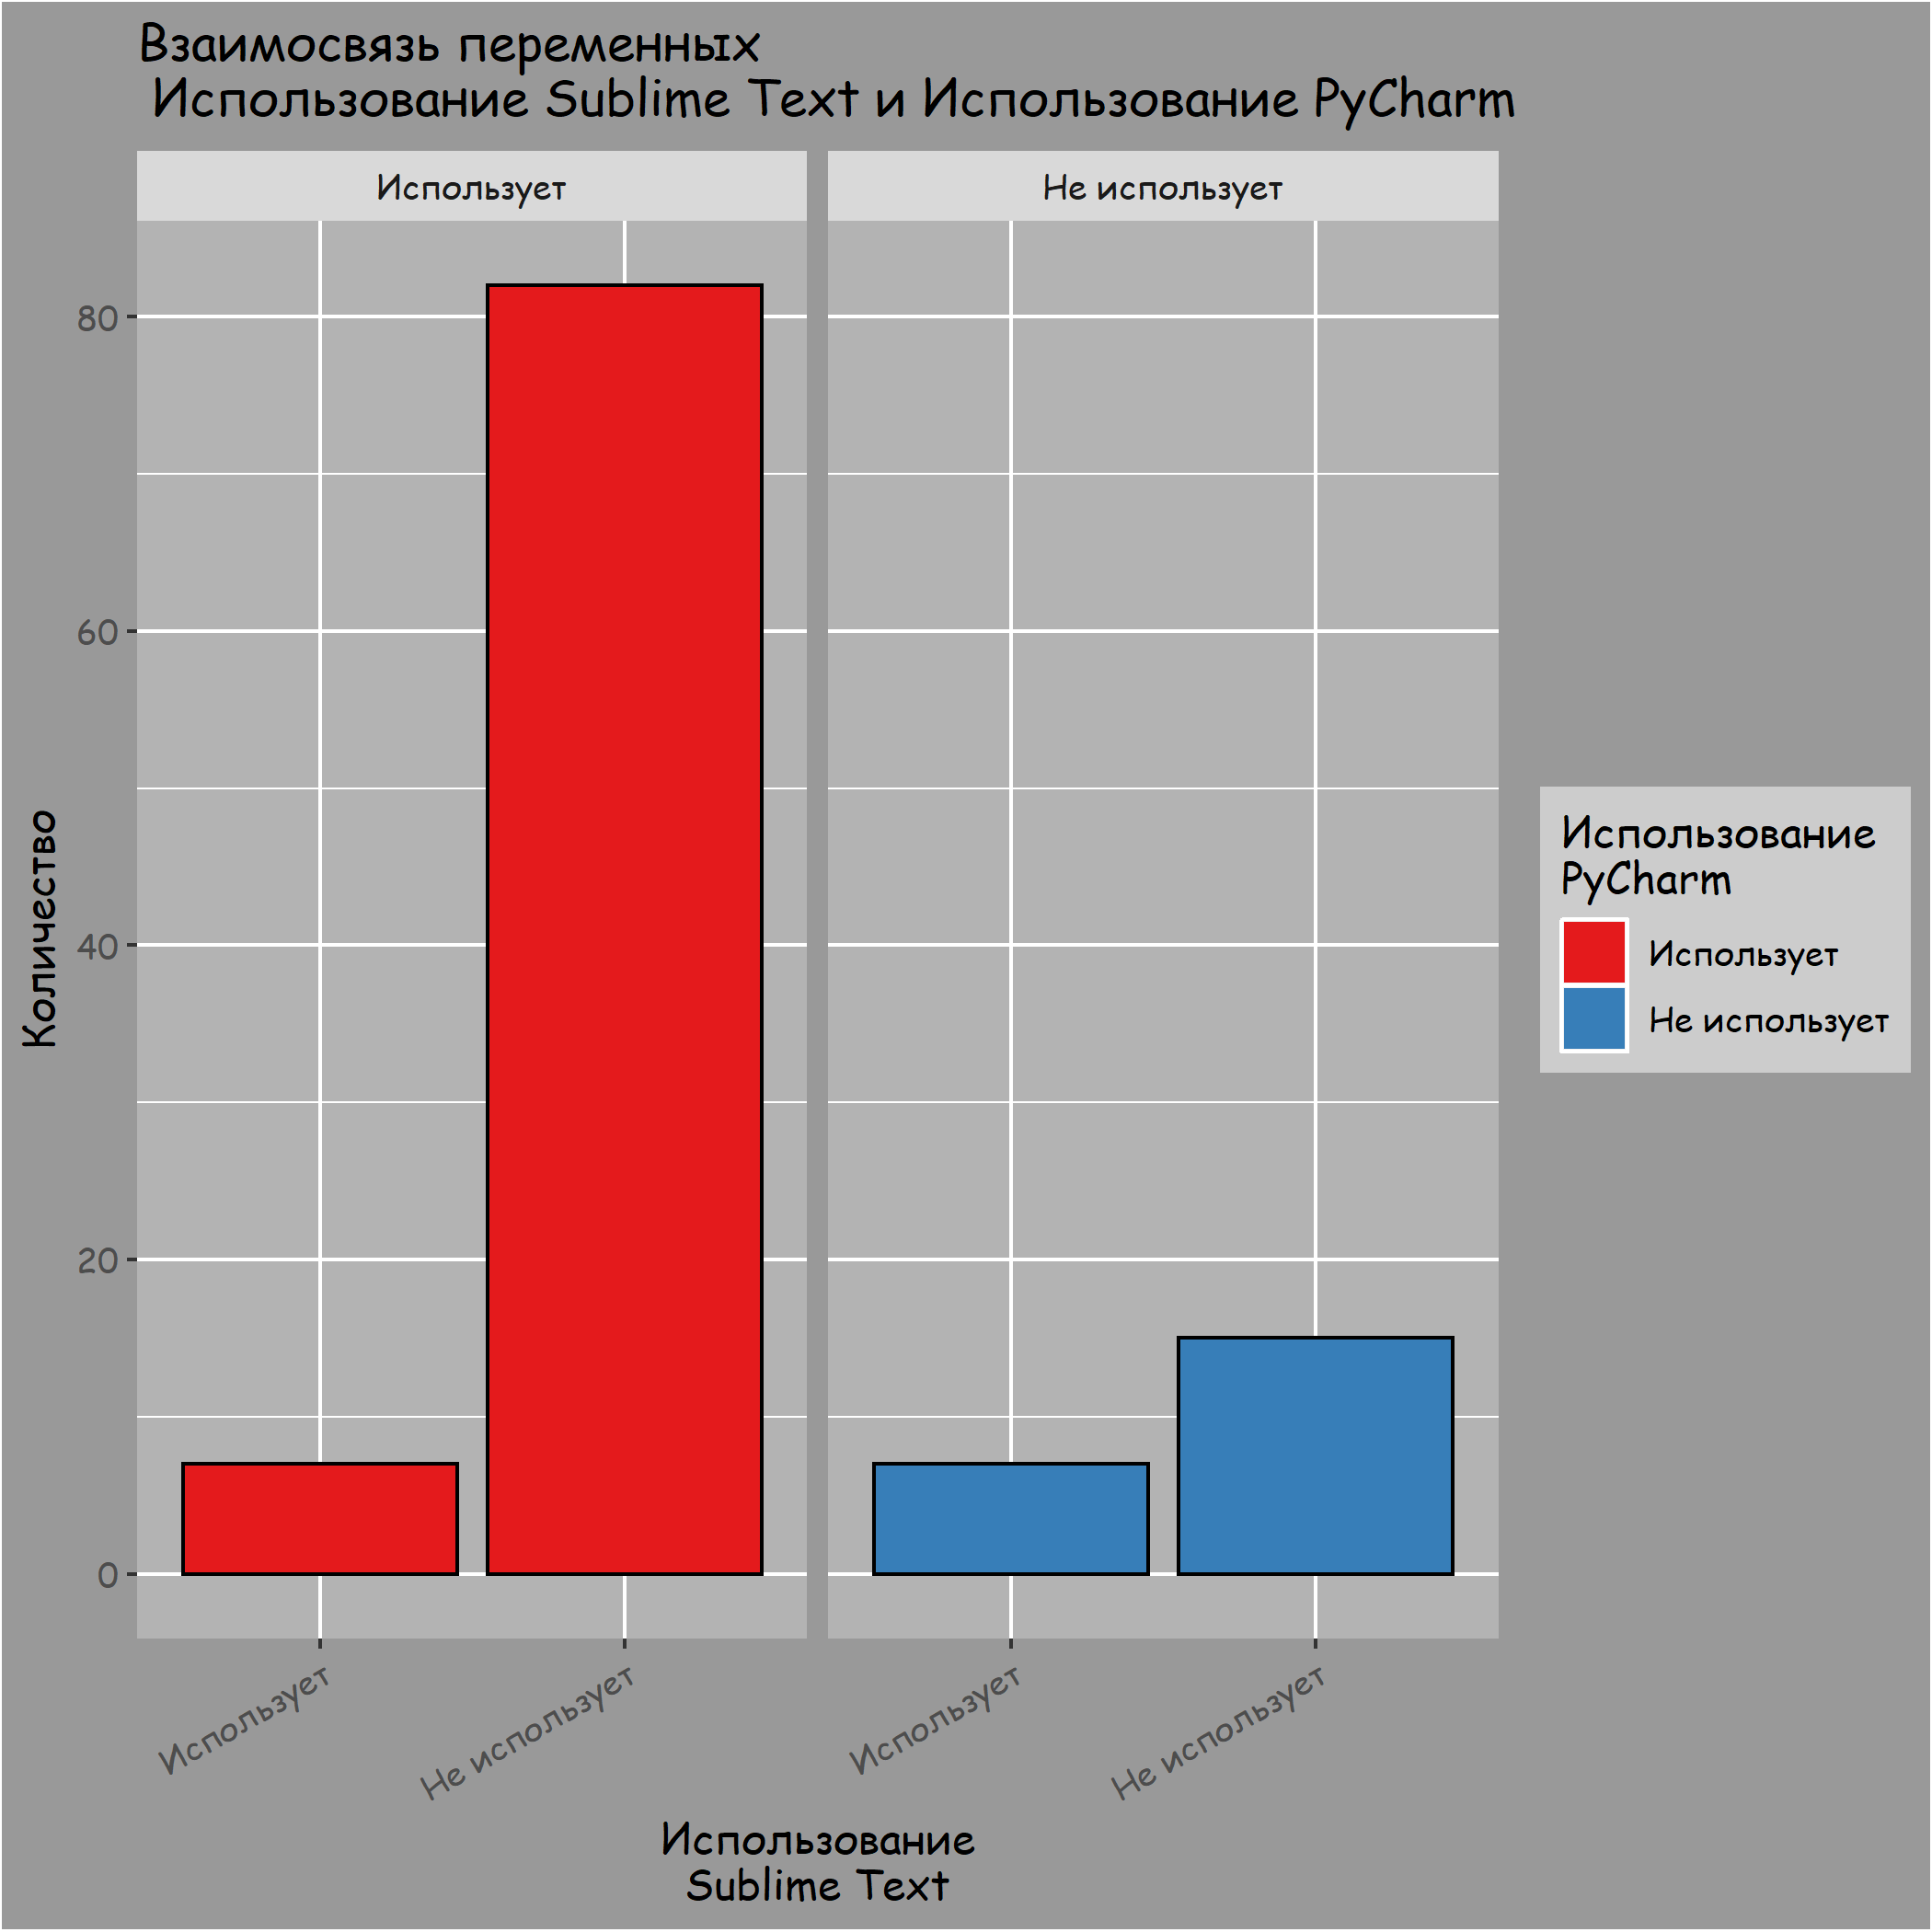 Взаимосвязь переменных
Использование Sublime Text и Использование PyCharm
Использует
Не использует
80
60
40
20
0
Количество
Использует
Не использует
Использует
Не использует
Использование
Sublime Text
Использование
PyCharm
Использует
Не использует